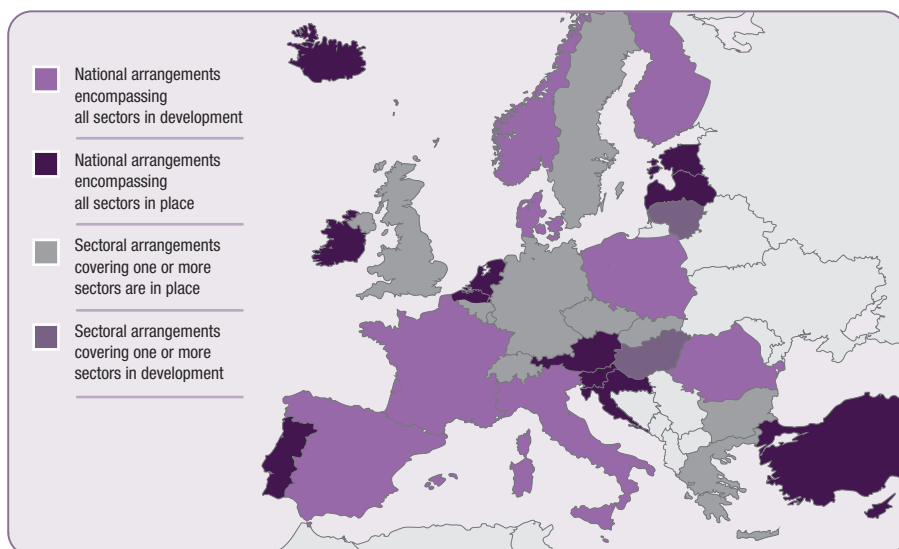 National arrangements
encompassing
all sectors in development
National arrangements
encompassing
all sectors in place
Sectoral arrangements
covering one or more
sectors are in place
Sectoral arrangements
covering one or more
sectors in development